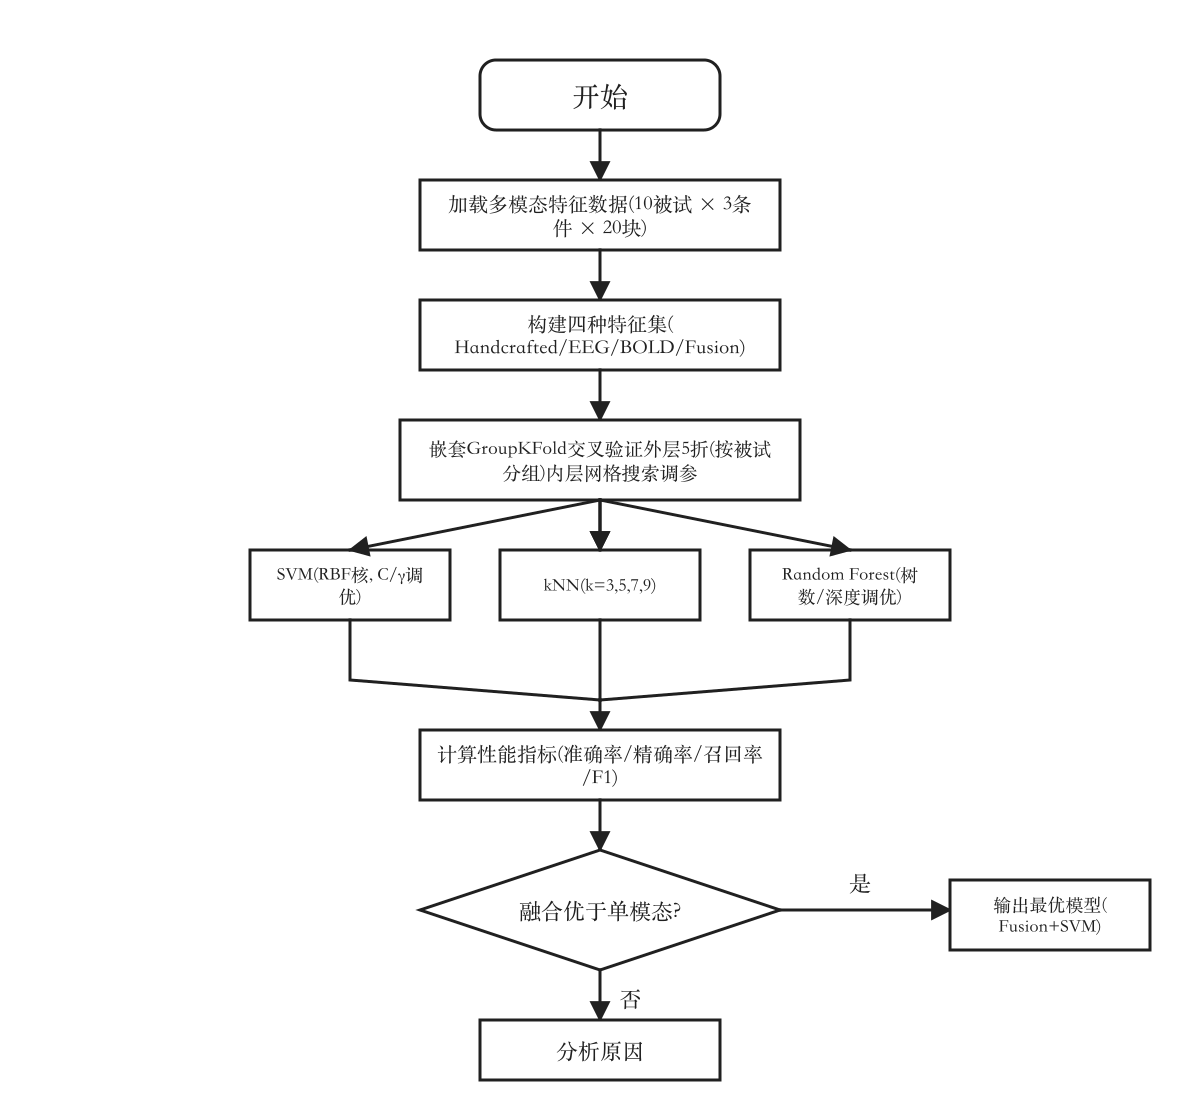 开始
加载多模态特征数据(10被试 × 3条
件 × 20块)
构建四种特征集(
Handcrafted/EEG/BOLD/Fusion)
嵌套GroupKFold交叉验证外层5折(按被试
分组)内层网格搜索调参
SVM(RBF核, C/γ调
优)
kNN(k=3,5,7,9)
Random Forest(树
数/深度调优)
计算性能指标(准确率/精确率/召回率
/F1)
融合优于单模态?
是
输出最优模型(
Fusion+SVM)
否
分析原因